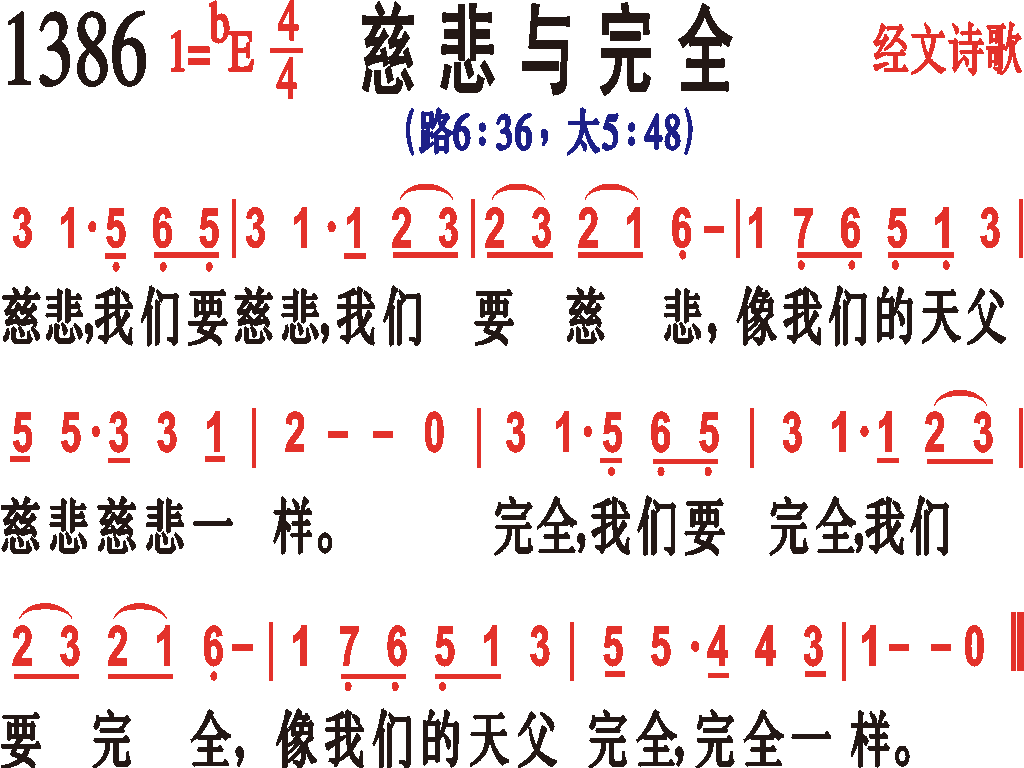 1386 1=bE 4/4 慈悲与完全 经文诗歌
(路6:36，太5:48)
3 1·5 6 5|3 1·1 2 3|2 3 2 1 6-|1 7 6 5 1 3|
慈悲,我们要慈悲,我们 要 慈 悲，像我们的天父
5 5·3 3 1|2 - - 0|3 1·5 6 5|3 1·1 2 3|
慈悲慈悲一 样。 完全,我们要 完全,我们
2 3 2 1 6-|1 7 6 5 1 3|5 5·4 4 3|1- -0‖
要 完 全，像我们的天父 完全,完全一 样。